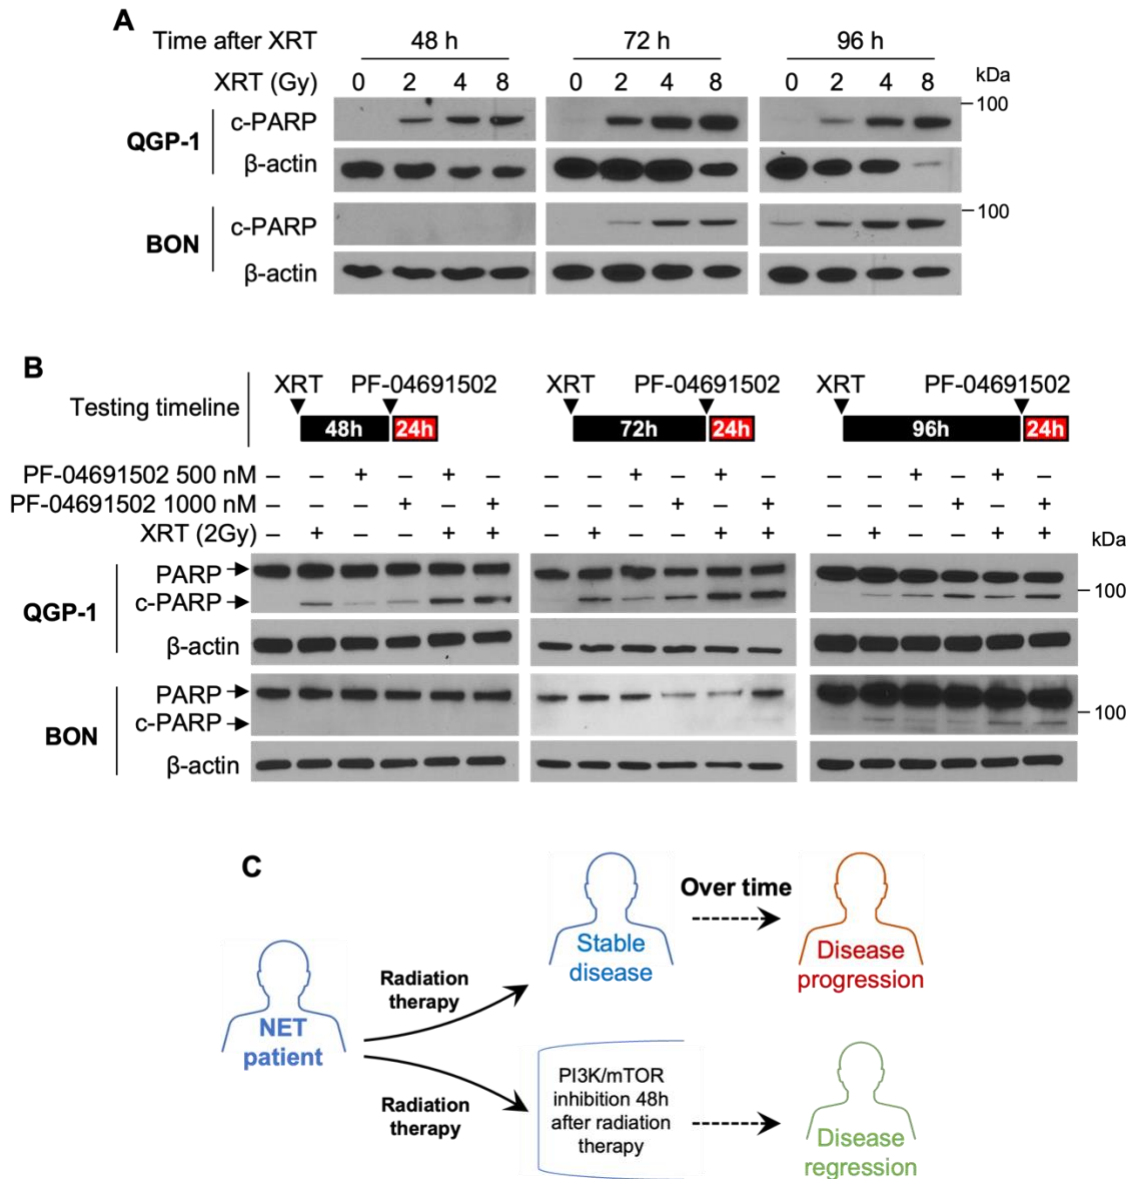 A
Time after XRT 48 h 72 h 96 h
XRT (Gy) 0 2 4 8 0 2 4 8 0 2 4 8 kDa
QGP-1 c-PARP 100
β-actin
BON c-PARP 100
β-actin
B
XRT PF-04691502 XRT PF-04691502 XRT PF-04691502
Testing timeline 48h 24h 72h 24h 96h 24h
PF-04691502 500 nM – – + – + – – – + – + – – – + – + –
PF-04691502 1000 nM – – – + – + – – – + – + – – – + – +
XRT (2Gy) – + – – + + – + – – + + – + – – + + kDa
QGP-1 PARP
c-PARP 100
β-actin
BON PARP
c-PARP 100
β-actin
C
NET
patient
Radiation
therapy
Stable
disease
Over time
Disease
progression
Radiation
therapy
PI3K/mTOR
inhibition 48h
after radiation
therapy
Disease
regression